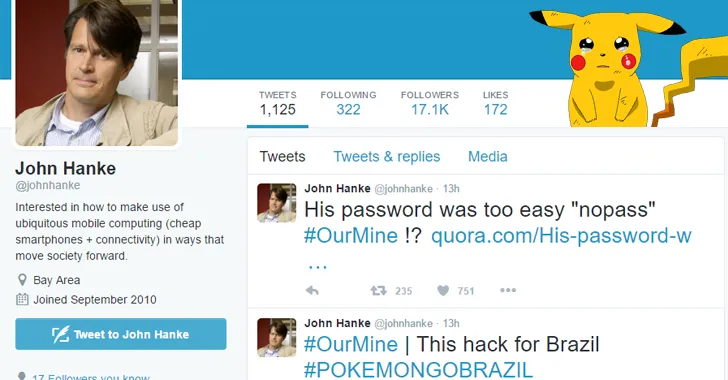 TWEETS FOLLOWING FOLLOWERS LIKES
1,125 322 17.1K 172
John Hanke
@johnhanke
Interested in how to make use of
ubiquitous mobile computing (cheap
smartphones + connectivity) in ways that
move society forward.
Bay Area
Joined September 2010
Tweet to John Hanke
17 Followers you know
Tweets Tweets & replies Media
John Hanke @johnhanke · 13h
His password was too easy "nopass"
#OurMine !? quora.com/His-password-w
…
235 751
John Hanke @johnhanke · 13h
#OurMine | This hack for Brazil
#POKEMONGOBRAZIL